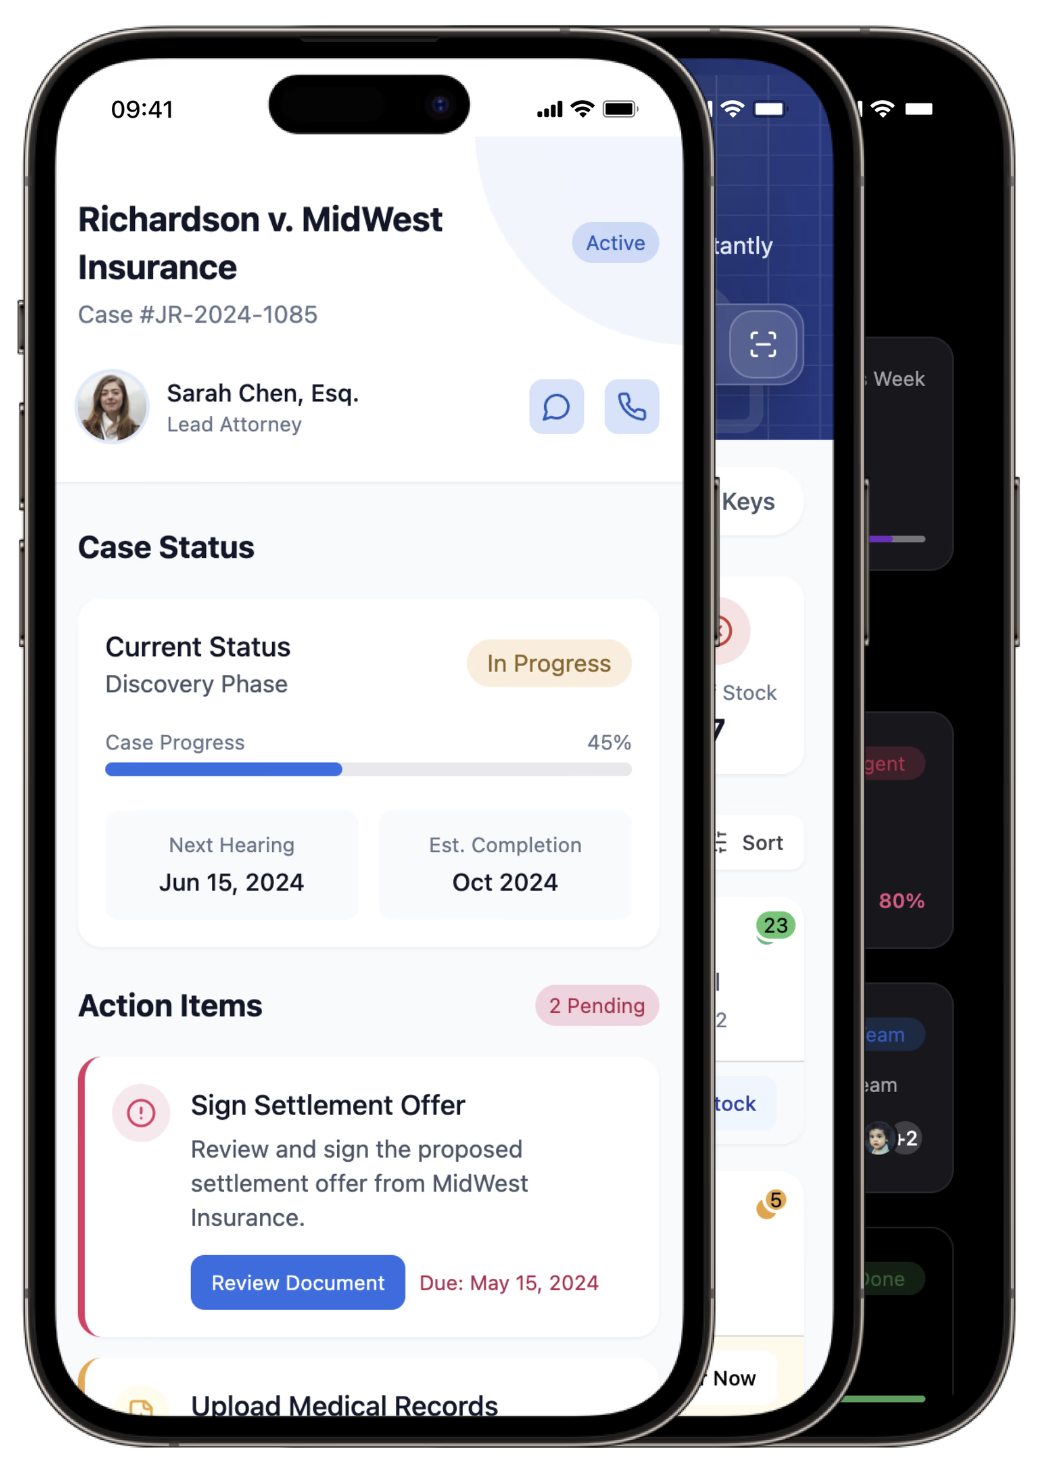 09:41
Richardson v. MidWest
Insurance
Active
Case #JR-2024-1085
Sarah Chen, Esq.
Lead Attorney
Case Status
Current Status
Discovery Phase
In Progress
Case Progress
45%
Next Hearing
Jun 15, 2024
Est. Completion
Oct 2024
Action Items
2 Pending
Sign Settlement Offer
Review and sign the proposed
settlement offer from MidWest
Insurance.
Review Document
Due: May 15, 2024
Upload Medical Records
tantly
Keys
Stock
7
Sort
23
2
tock
5
Now
Week
gent
80%
eam
eam
+2
Done